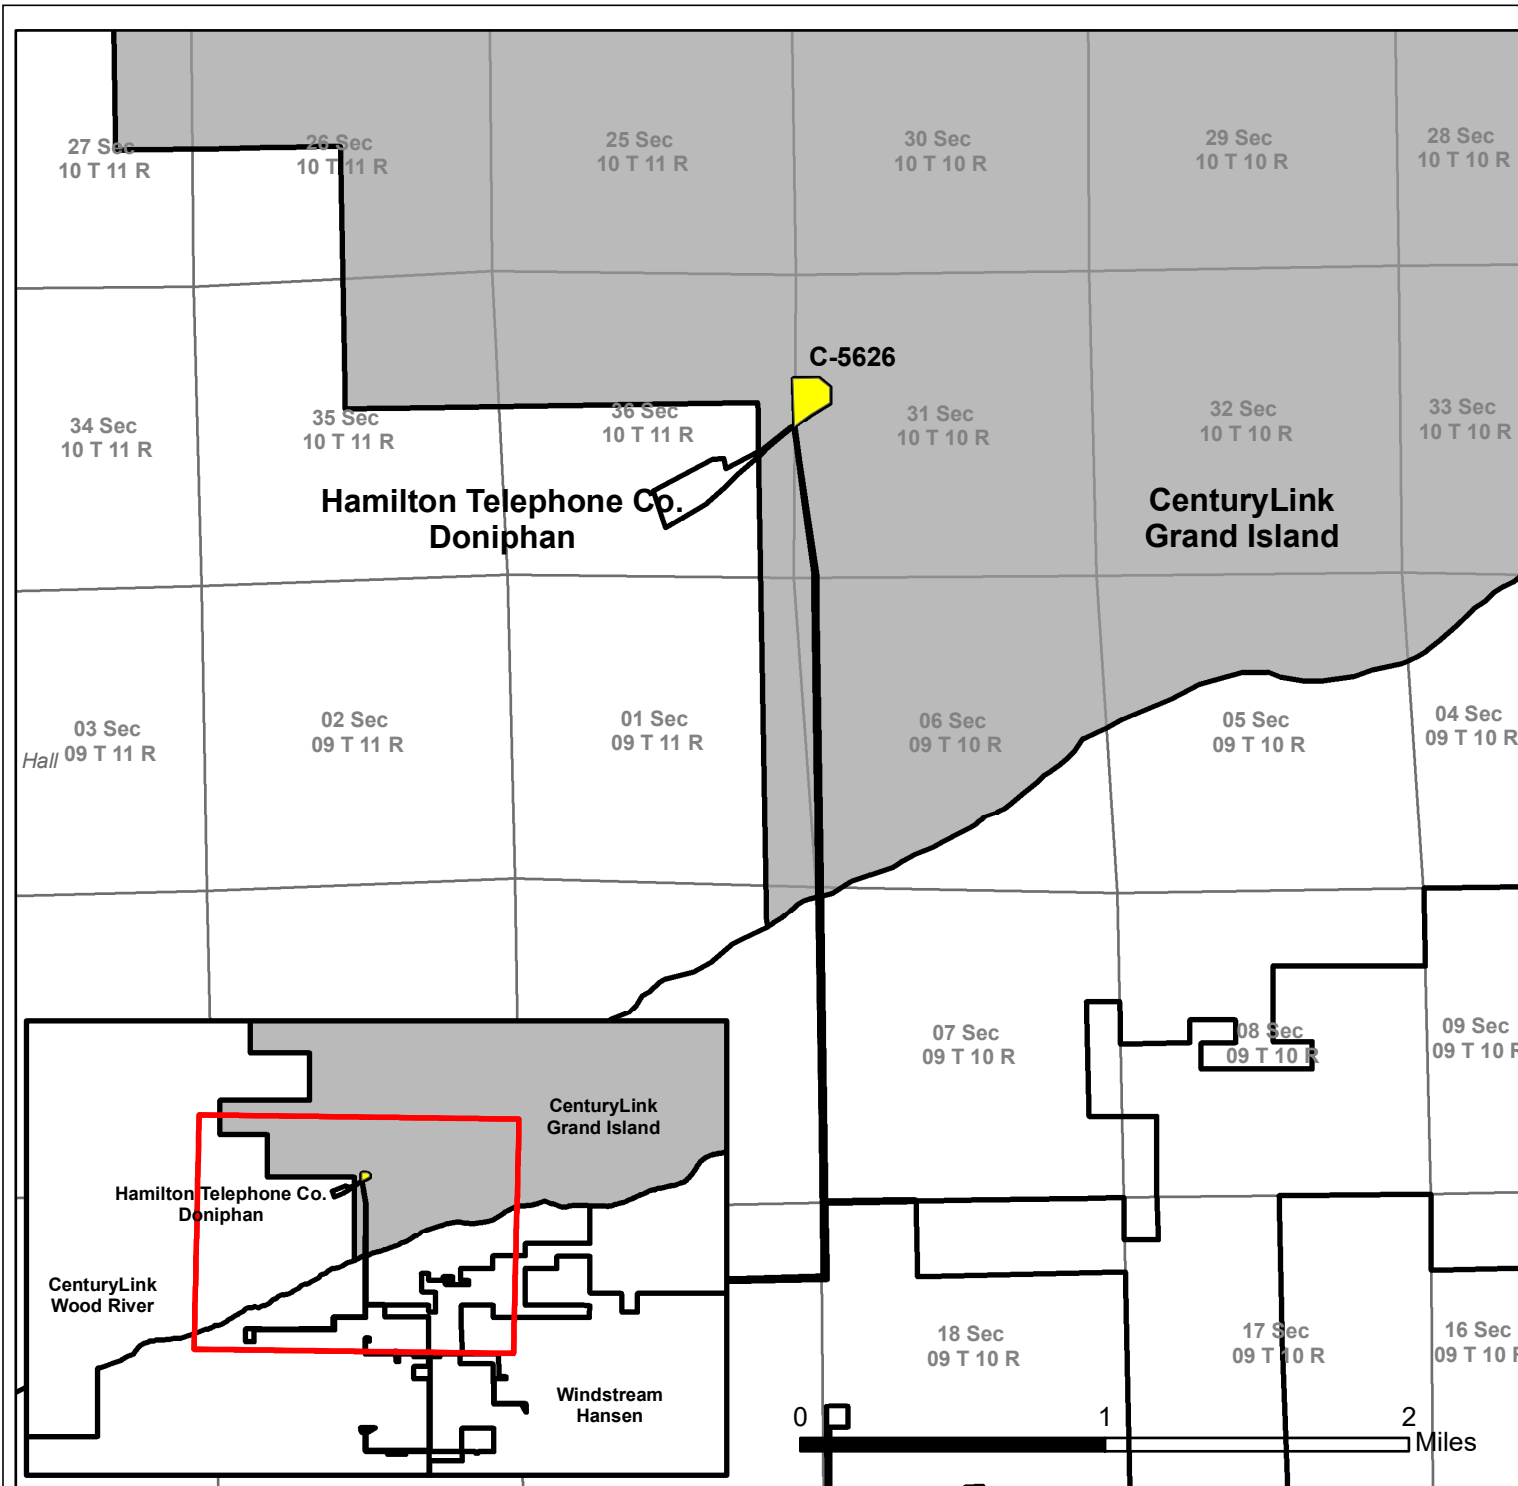 27 Sec
10 T 11 R
26 Sec
10 T 11 R
25 Sec
10 T 11 R
30 Sec
10 T 10 R
29 Sec
10 T 10 R
28 Sec
10 T 10 R
C-5626
34 Sec
10 T 11 R
35 Sec
10 T 11 R
36 Sec
10 T 11 R
31 Sec
10 T 10 R
32 Sec
10 T 10 R
33 Sec
10 T 10 R
Hamilton Telephone Co.
Doniphan
CenturyLink
Grand Island
Hall
03 Sec
09 T 11 R
02 Sec
09 T 11 R
01 Sec
09 T 11 R
06 Sec
09 T 10 R
05 Sec
09 T 10 R
04 Sec
09 T 10 R
07 Sec
09 T 10 R
08 Sec
09 T 10 R
09 Sec
09 T 10 R
CenturyLink
Grand Island
Hamilton Telephone Co.
Doniphan
CenturyLink
Wood River
Windstream
Hansen
18 Sec
09 T 10 R
17 Sec
09 T 10 R
16 Sec
09 T 10 R
0 1 2
Miles